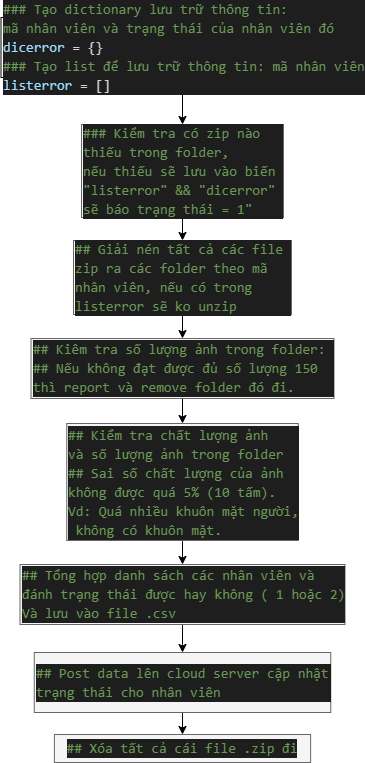 ### Tạo dictionary lưu trữ thông tin:
mã nhân viên và trạng thái của nhân viên đó
dicerror = {}
### Tạo list để lưu trữ thông tin: mã nhân viên
listerror = []
### Kiểm tra có zip nào
thiếu trong folder,
nếu thiếu sẽ lưu vào biến
"listerror" && "dicerror"
sẽ báo trạng thái = 1"
## Giải nén tất cả các file
zip ra các folder theo mã
nhân viên, nếu có trong
listerror sẽ ko unzip
## Kiêm tra số lượng ảnh trong folder:
## Nếu không đạt được đủ số lượng 150
thì report và remove folder đó đi.
## Kiểm tra chất lượng ảnh
và số lượng ảnh trong folder
## Sai số chất lượng của ảnh
không được quá 5% (10 tấm).
Vd: Quá nhiều khuôn mặt người,
không có khuôn mặt.
## Tổng hợp danh sách các nhân viên và
đánh trạng thái được hay không ( 1 hoặc 2)
Và lưu vào file .csv
## Post data lên cloud server cập nhật
trạng thái cho nhân viên
## Xóa tất cả cái file .zip đi